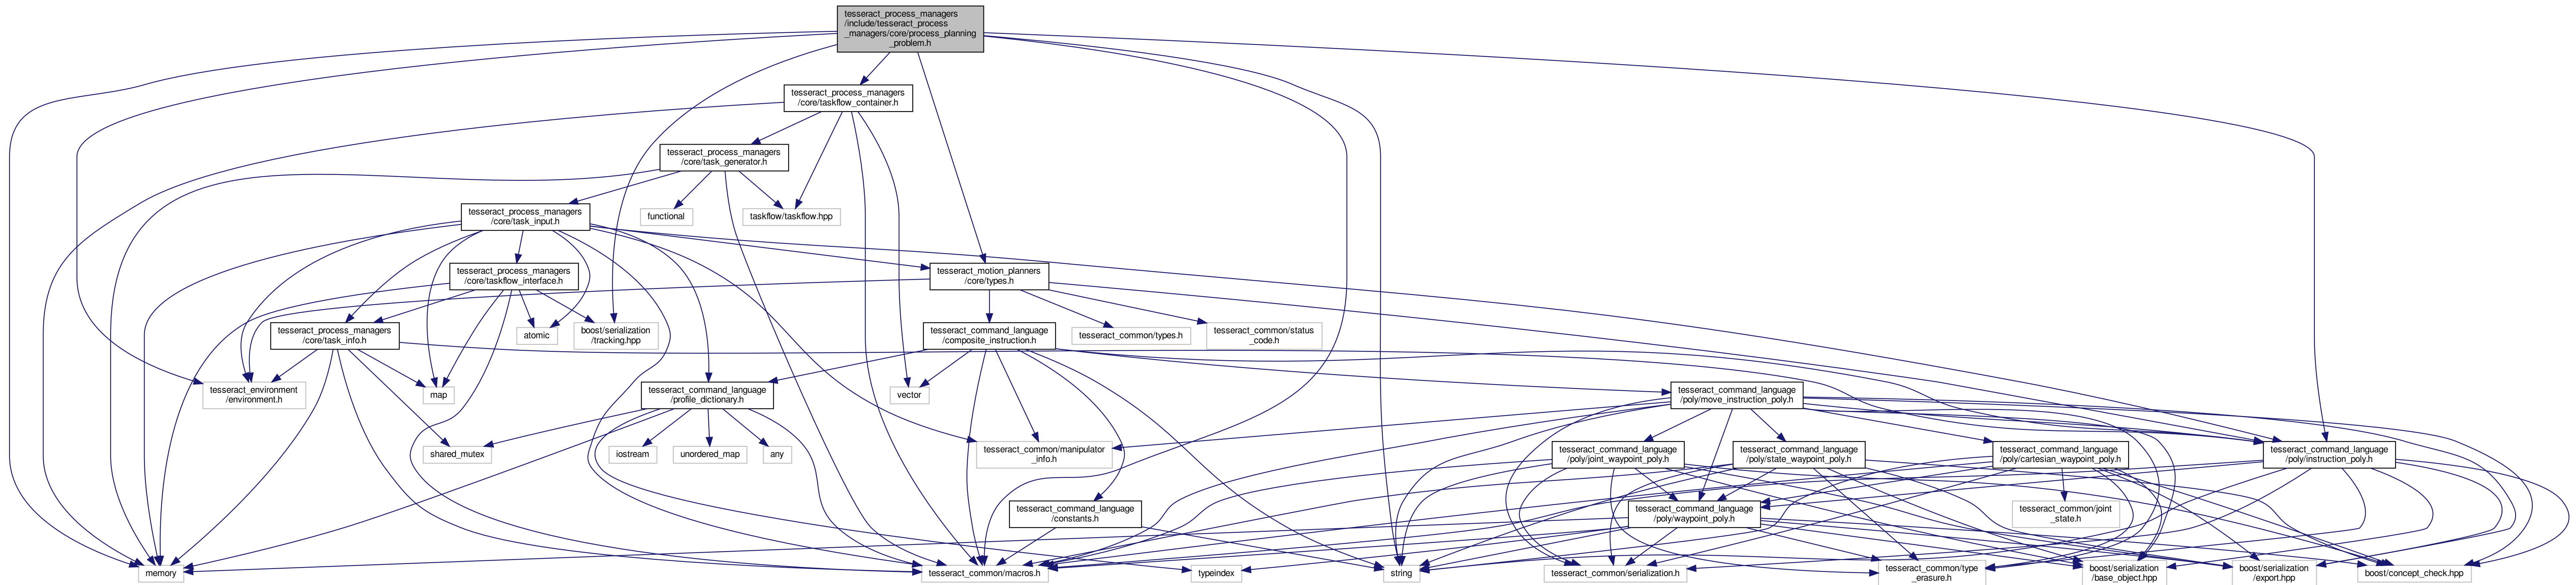 tesseract_process_managers
/include/tesseract_process
_managers/core/process_planning
_problem.h
tesseract_process_managers
/core/taskflow_container.h
tesseract_process_managers
/core/task_generator.h
tesseract_process_managers
/core/task_input.h
functional
taskflow/taskflow.hpp
tesseract_process_managers
/core/taskflow_interface.h
tesseract_motion_planners
/core/types.h
tesseract_process_managers
/core/task_info.h
atomic
boost/serialization
/tracking.hpp
tesseract_command_language
/composite_instruction.h
tesseract_common/types.h
tesseract_common/status
_code.h
tesseract_environment
/environment.h
map
tesseract_command_language
/profile_dictionary.h
vector
tesseract_command_language
/poly/move_instruction_poly.h
shared_mutex
iostream
unordered_map
any
tesseract_common/manipulator
_info.h
tesseract_command_language
/poly/joint_waypoint_poly.h
tesseract_command_language
/poly/state_waypoint_poly.h
tesseract_command_language
/poly/cartesian_waypoint_poly.h
tesseract_command_language
/poly/instruction_poly.h
tesseract_command_language
/constants.h
tesseract_command_language
/poly/waypoint_poly.h
tesseract_common/joint
_state.h
memory
tesseract_common/macros.h
typeindex
string
tesseract_common/serialization.h
tesseract_common/type
_erasure.h
boost/serialization
/base_object.hpp
boost/serialization
/export.hpp
boost/concept_check.hpp